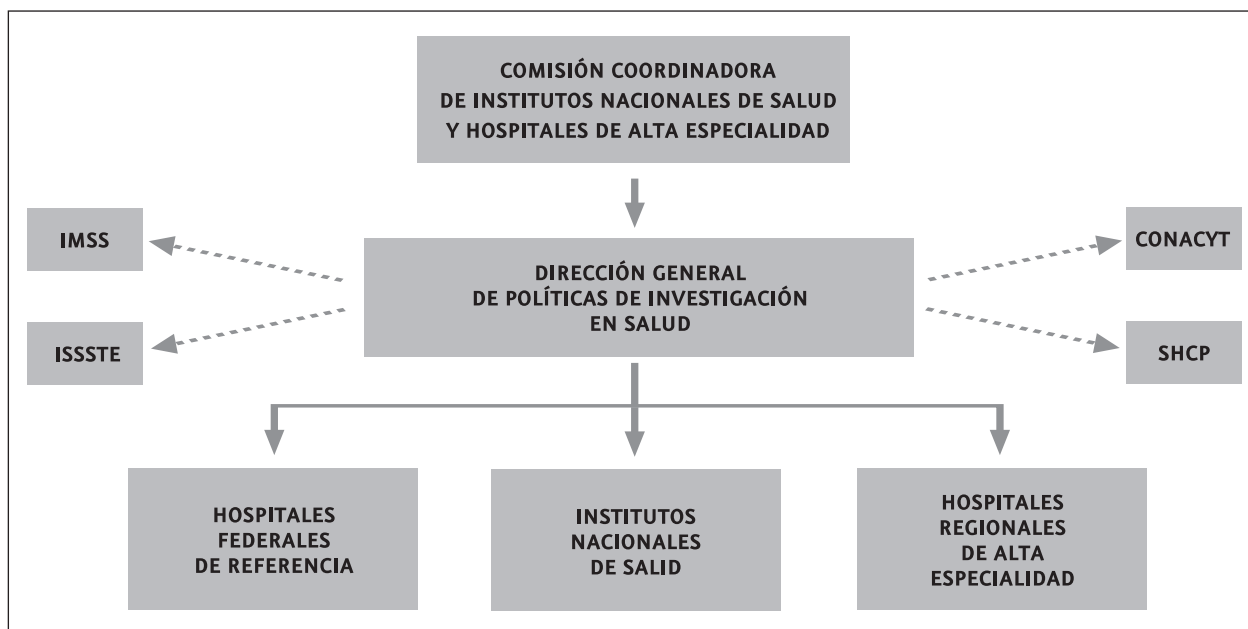 COMISIÓN COORDINADORA
DE INSTITUTOS NACIONALES DE SALUD
Y HOSPITALES DE ALTA ESPECIALIDAD
IMSS
CONACYT
DIRECCIÓN GENERAL
DE POLÍTICAS DE INVESTIGACIÓN
EN SALUD
ISSSTE
SHCP
HOSPITALES
FEDERALES
DE REFERENCIA
INSTITUTOS
NACIONALES
DE SALID
HOSPITALES
REGIONALES
DE ALTA
ESPECIALIDAD